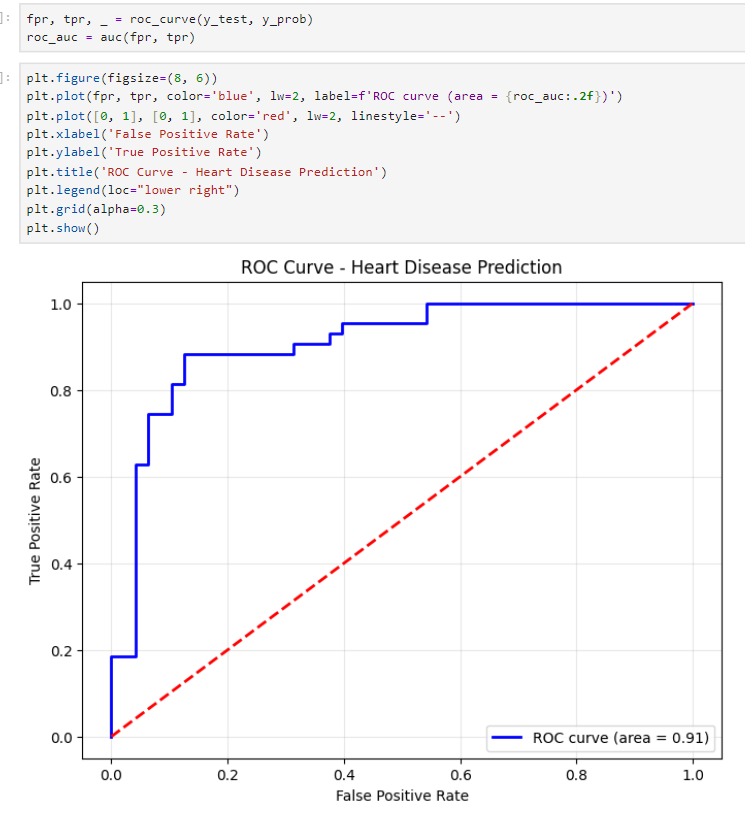 ]:
fpr, tpr, _ = roc_curve(y_test, y_prob)
roc_auc = auc(fpr, tpr)
]:
plt.figure(figsize=(8, 6))
plt.plot(fpr, tpr, color='blue', lw=2, label=f'ROC curve (area = {roc_auc:.2f})')
plt.plot([0, 1], [0, 1], color='red', lw=2, linestyle='--')
plt.xlabel('False Positive Rate')
plt.ylabel('True Positive Rate')
plt.title('ROC Curve - Heart Disease Prediction')
plt.legend(loc="lower right")
plt.grid(alpha=0.3)
plt.show()
ROC Curve - Heart Disease Prediction
1.0
0.8
0.6
0.4
0.2
0.0
True Positive Rate
ROC curve (area = 0.91)
0.0 0.2 0.4 0.6 0.8 1.0
False Positive Rate